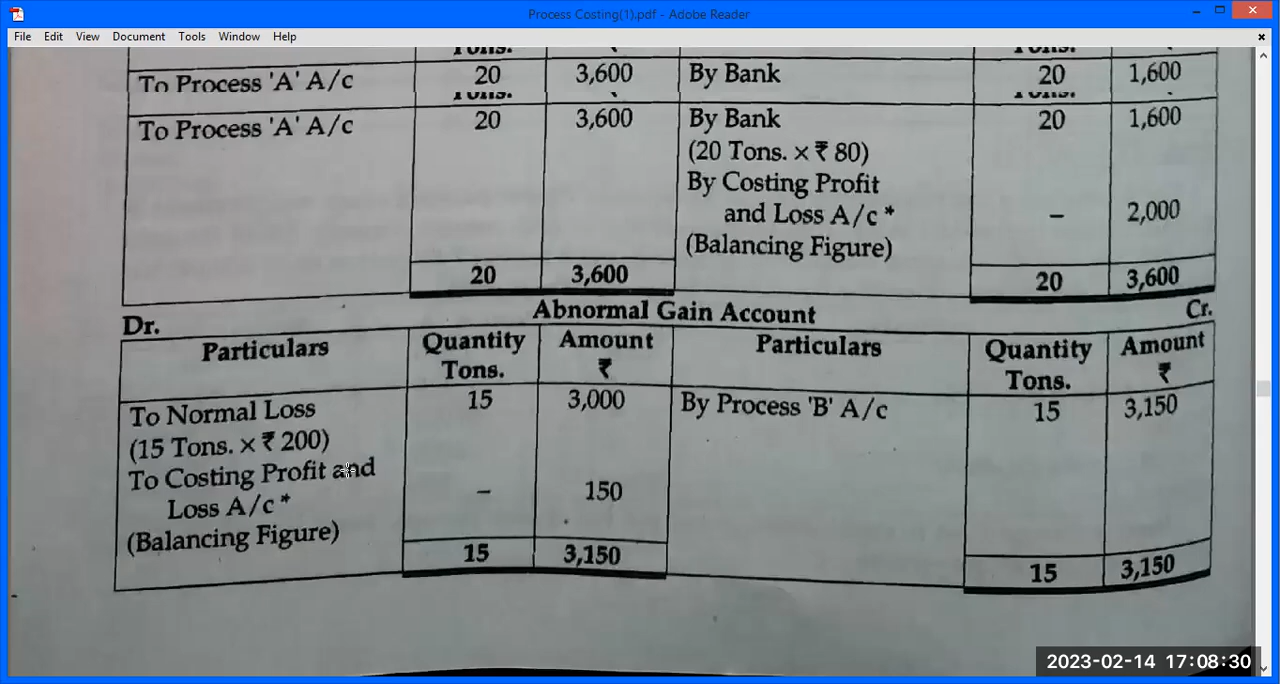 Process Costing(1).pdf - Adobe Reader
File Edit View Document Tools Window Help
Tons. ₹ Tons. ₹
To Process 'A' A/c 20 3,600 By Bank 20 1,600
Tons. Tons.
To Process 'A' A/c 20 3,600 By Bank 20 1,600
(20 Tons. × ₹ 80)
By Costing Profit
and Loss A/c * – 2,000
(Balancing Figure)
20 3,600 20 3,600
Dr. Abnormal Gain Account Cr.
Particulars Quantity Amount Particulars Quantity Amount
Tons. ₹ Tons. ₹
To Normal Loss 15 3,000 By Process 'B' A/c 15 3,150
(15 Tons. × ₹ 200)
To Costing Profit and
Loss A/c * – 150
(Balancing Figure)
15 3,150 15 3,150
2023-02-14 17:08:30